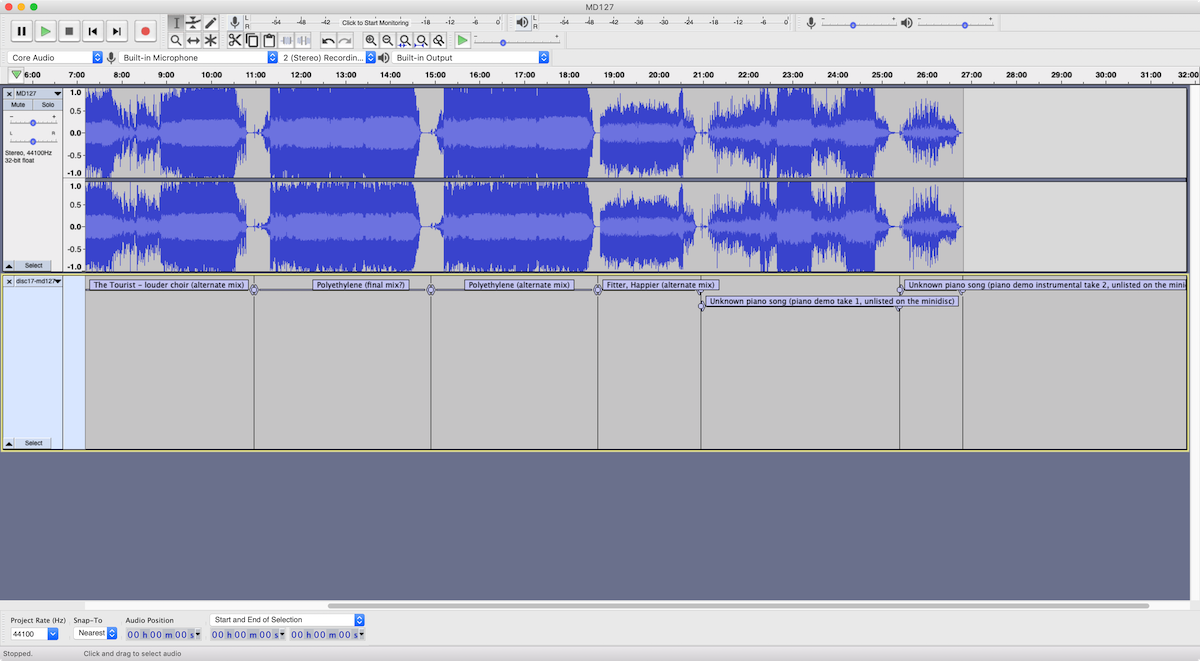 MD127
L
R
-54 -48 -42 Click to Start Monitoring -18 -12 -6 0
L
R
-54 -48 -42 -36 -30 -24 -18 -12 -6 0
- +
- +
- +
Core Audio Built-in Microphone 2 (Stereo) Recordin... Built-in Output
6:00 7:00 8:00 9:00 10:00 11:00 12:00 13:00 14:00 15:00 16:00 17:00 18:00 19:00 20:00 21:00 22:00 23:00 24:00 25:00 26:00 27:00 28:00 29:00 30:00 31:00 32:00
MD127
Mute Solo
- +
L R
Stereo, 44100Hz
32-bit float
Select
1.0
0.5
0.0
-0.5
-1.0
1.0
0.5
0.0
-0.5
-1.0
disc17-md127
Select
The Tourist - louder choir (alternate mix) Polyethylene (final mix?) Polyethylene (alternate mix) Fitter, Happier (alternate mix) Unknown piano song (piano demo instrumental take 2, unlisted on the mini
Unknown piano song (piano demo take 1, unlisted on the minidisc)
Project Rate (Hz) Snap-To Audio Position Start and End of Selection
44100 Nearest 00 h 00 m 00 s 00 h 00 m 00 s 00 h 00 m 00 s
Stopped. Click and drag to select audio